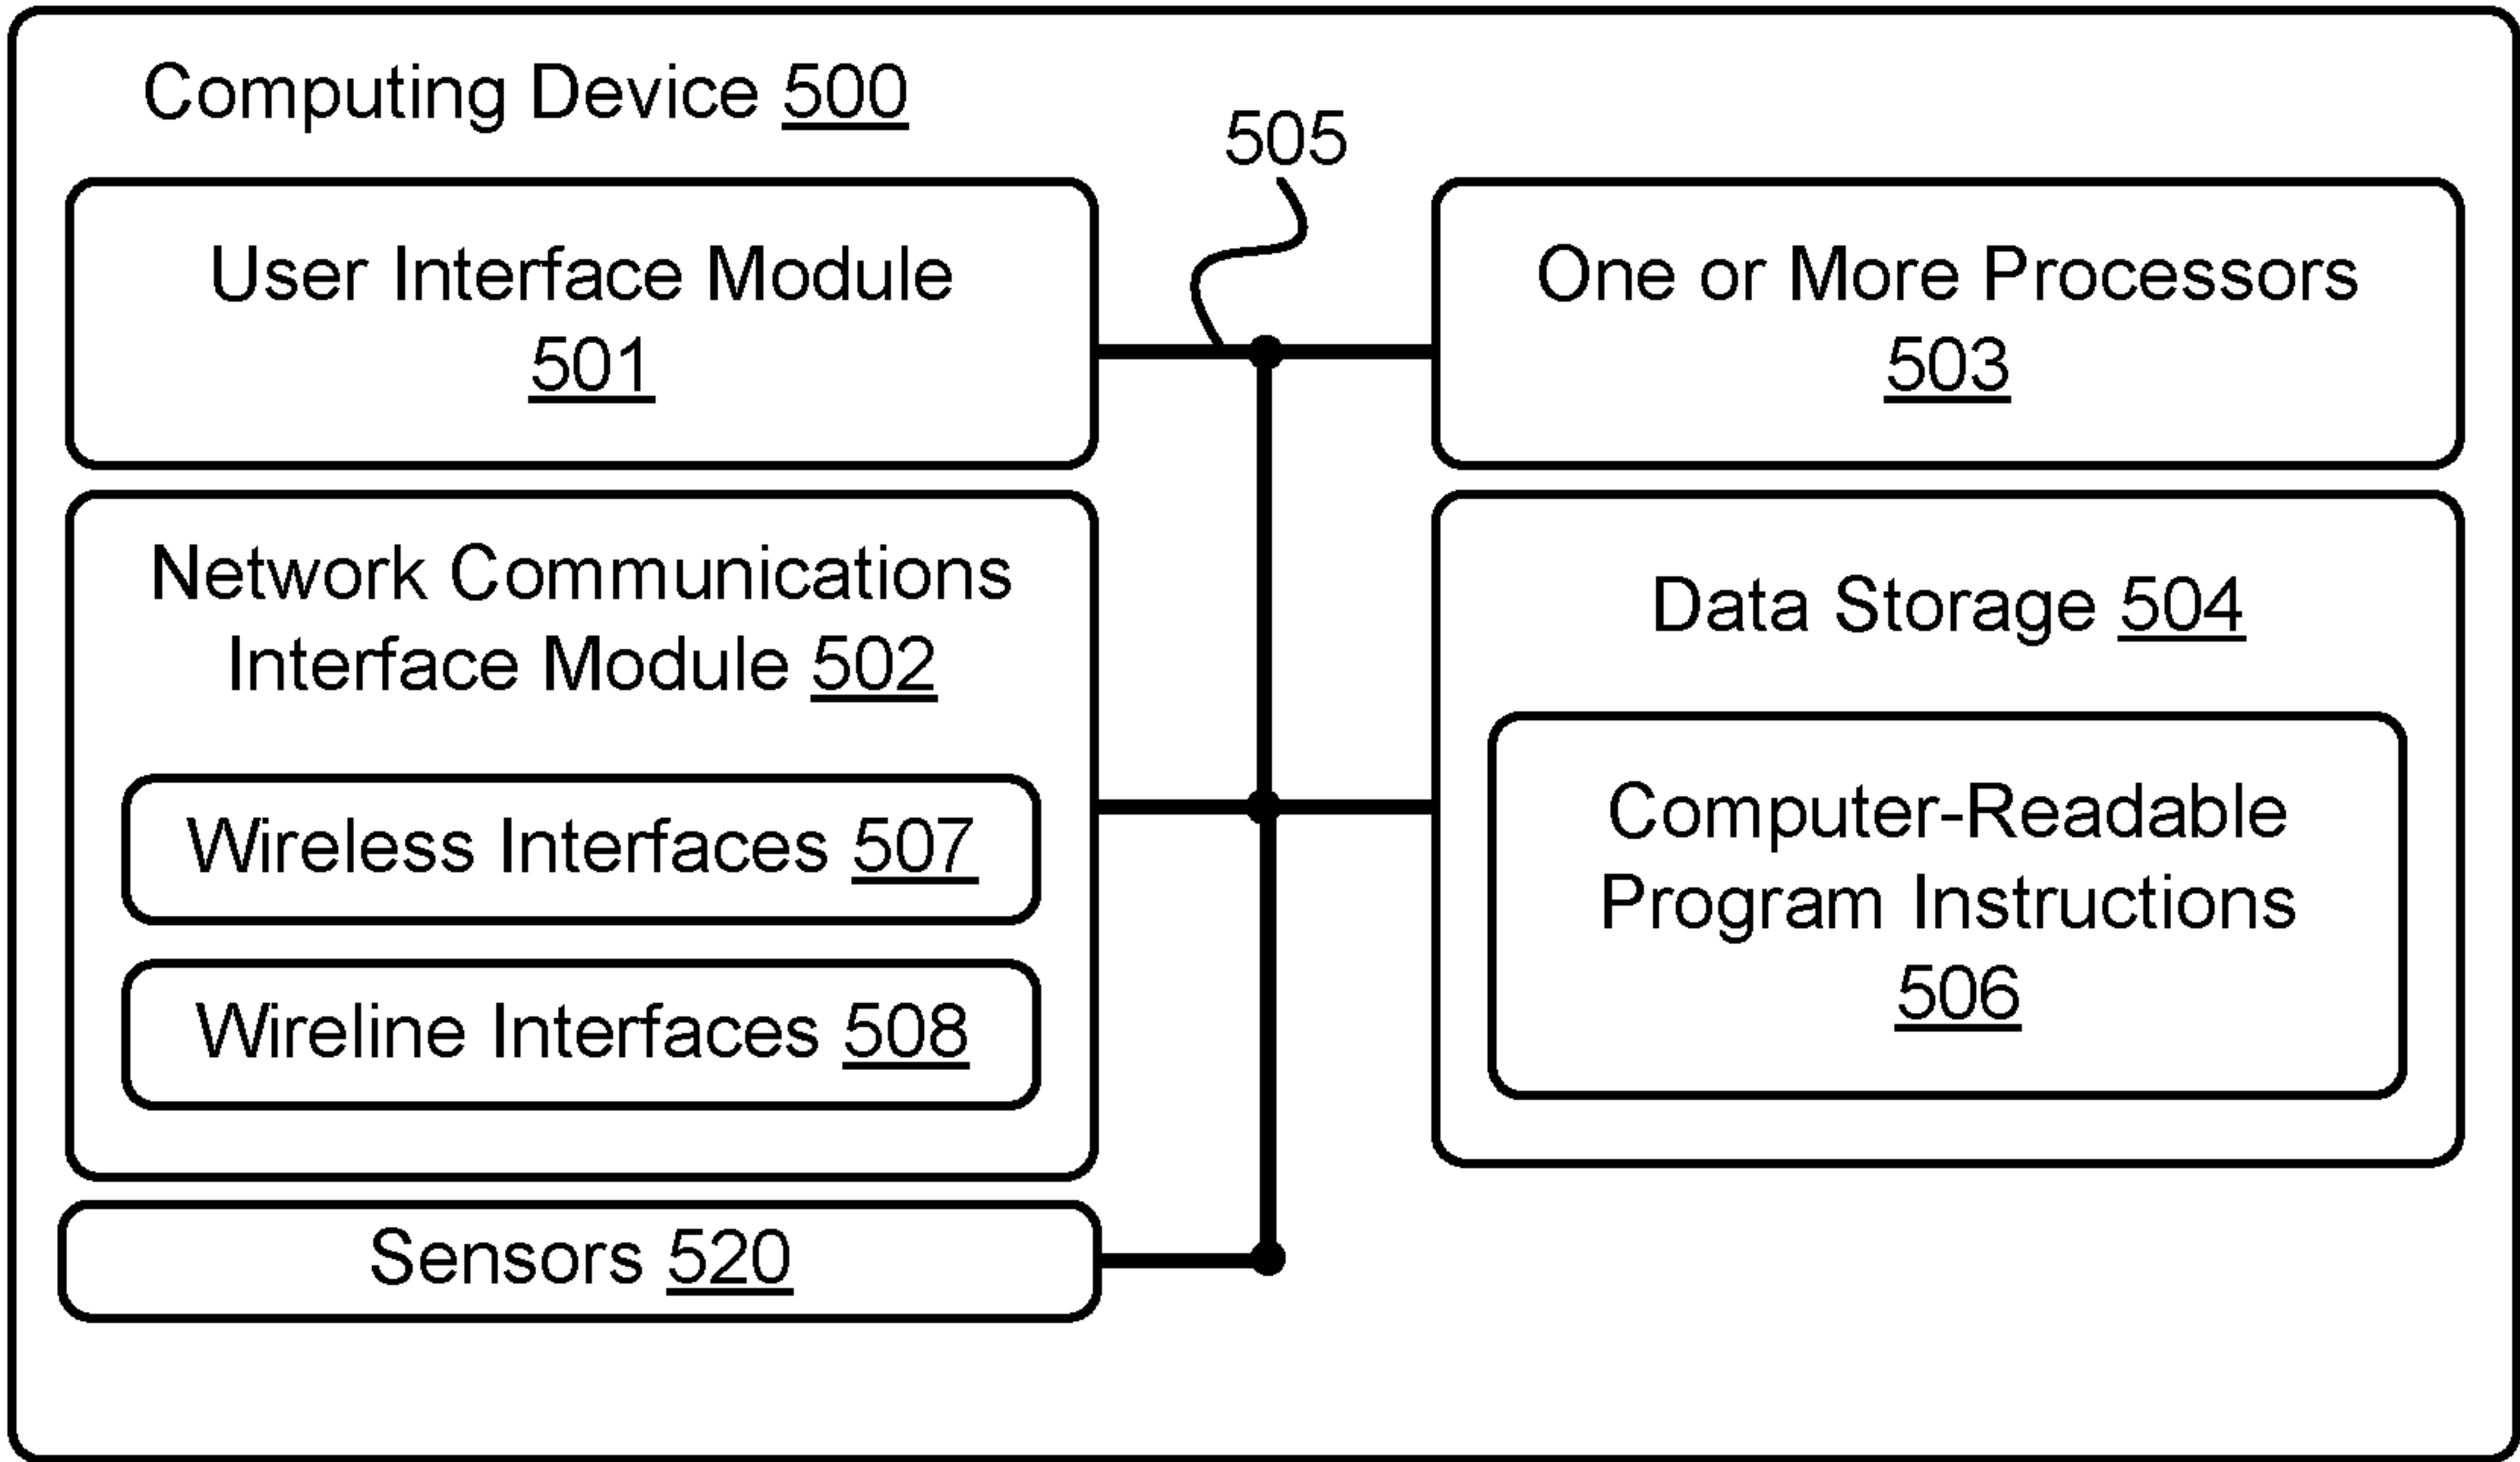 Computing Device 500
505
User Interface Module
501
One or More Processors
503
Network Communications
Interface Module 502
Wireless Interfaces 507
Wireline Interfaces 508
Data Storage 504
Computer-Readable
Program Instructions
506
Sensors 520